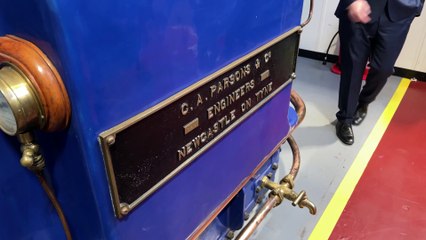 C. A. PARSONS & Co
ENGINEERS
NEWCASTLE ON TYNE